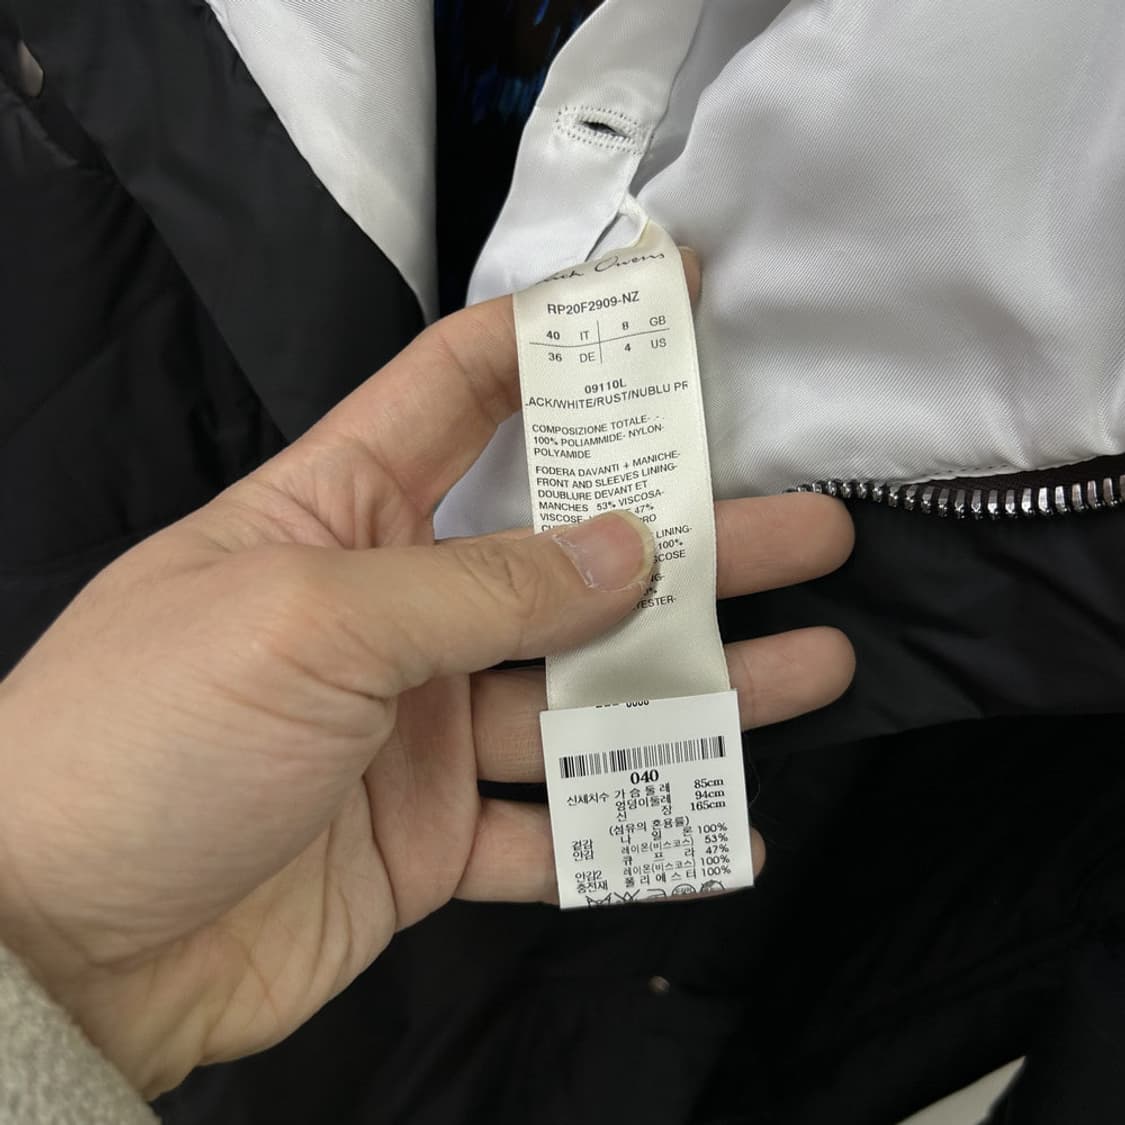 Owens
RP20F2909-NZ
40 IT 8 GB
36 DE 4 US
09110L
ACK/WHITE/RUST/NUBLU PR
COMPOSIZIONE TOTALE-
100% POLIAMMIDE- NYLON-
POLYAMIDE
FODERA DAVANTI + MANICHE-
FRONT AND SLEEVES LINING-
DOUBLURE DEVANT ET
MANCHES 53% VISCOSA-
VISCOSE- 47%
LINING-
100%
040
신체치수 가슴둘레 85cm
엉덩이둘레 94cm
신 장 165cm
(섬유의 혼용률)
겉감 나 일 론 100%
안감 레이온(비스코스) 53%
큐 프 라 47%
안감2 레이온(비스코스) 100%
충전재 폴리에스터 100%